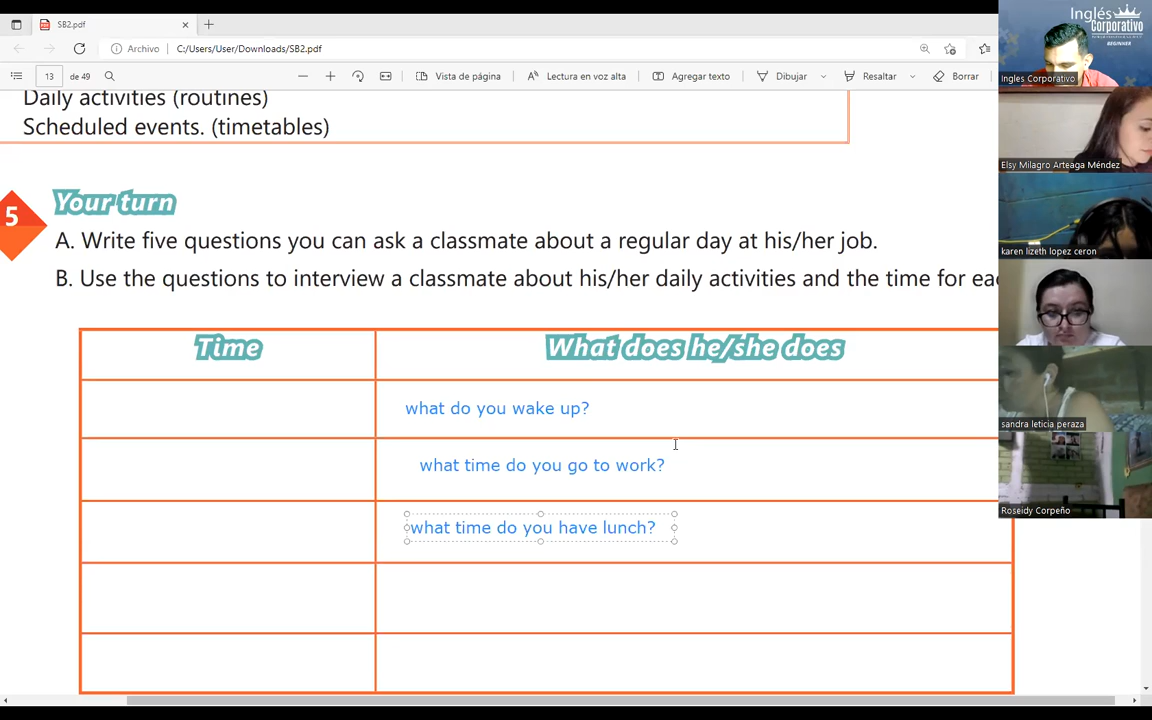 SB2.pdf
Archivo
C:/Users/User/Downloads/SB2.pdf
13
de 49
Vista de página
Lectura en voz alta
Agregar texto
Dibujar
Resaltar
Borrar
Daily activities (routines)
Scheduled events. (timetables)
5
Your turn
A. Write five questions you can ask a classmate about a regular day at his/her job.
B. Use the questions to interview a classmate about his/her daily activities and the time for eac
Time
What does he/she does
what do you wake up?
what time do you go to work?
what time do you have lunch?
Inglés
Corporativo
BEGINNER
Ingles Corporativo
Elsy Milagro Arteaga Méndez
karen lizeth lopez ceron
sandra leticia peraza
Roseidy Corpeño